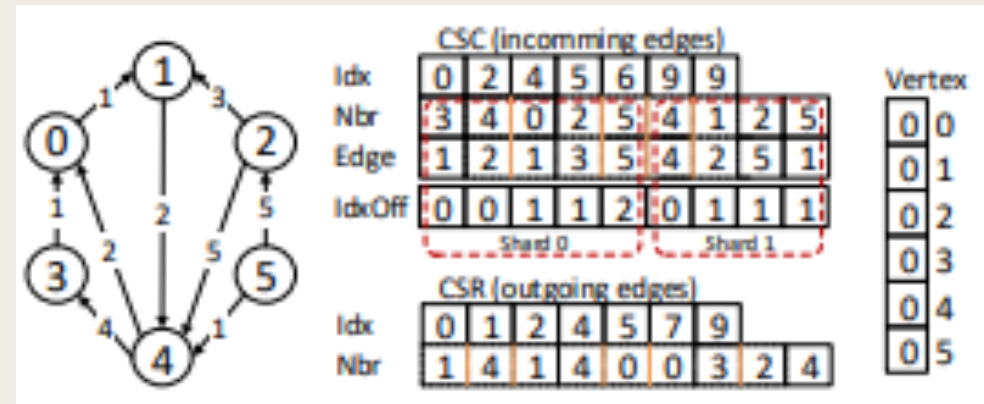 CSC (incomming edges)
Idx 0 2 4 5 6 9 9
Nbr 3 4 0 2 5 4 1 2 5
Edge 1 2 1 3 5 4 2 5 1
IdxOff 0 0 1 1 2 0 1 1 1
Shard 0 Shard 1
CSR (outgoing edges)
Idx 0 1 2 4 5 7 9
Nbr 1 4 1 4 0 0 3 2 4
Vertex
0 0
0 1
0 2
0 3
0 4
0 5
1
1 3
0 2
1 2 5
2 5
3 5
4 1
4